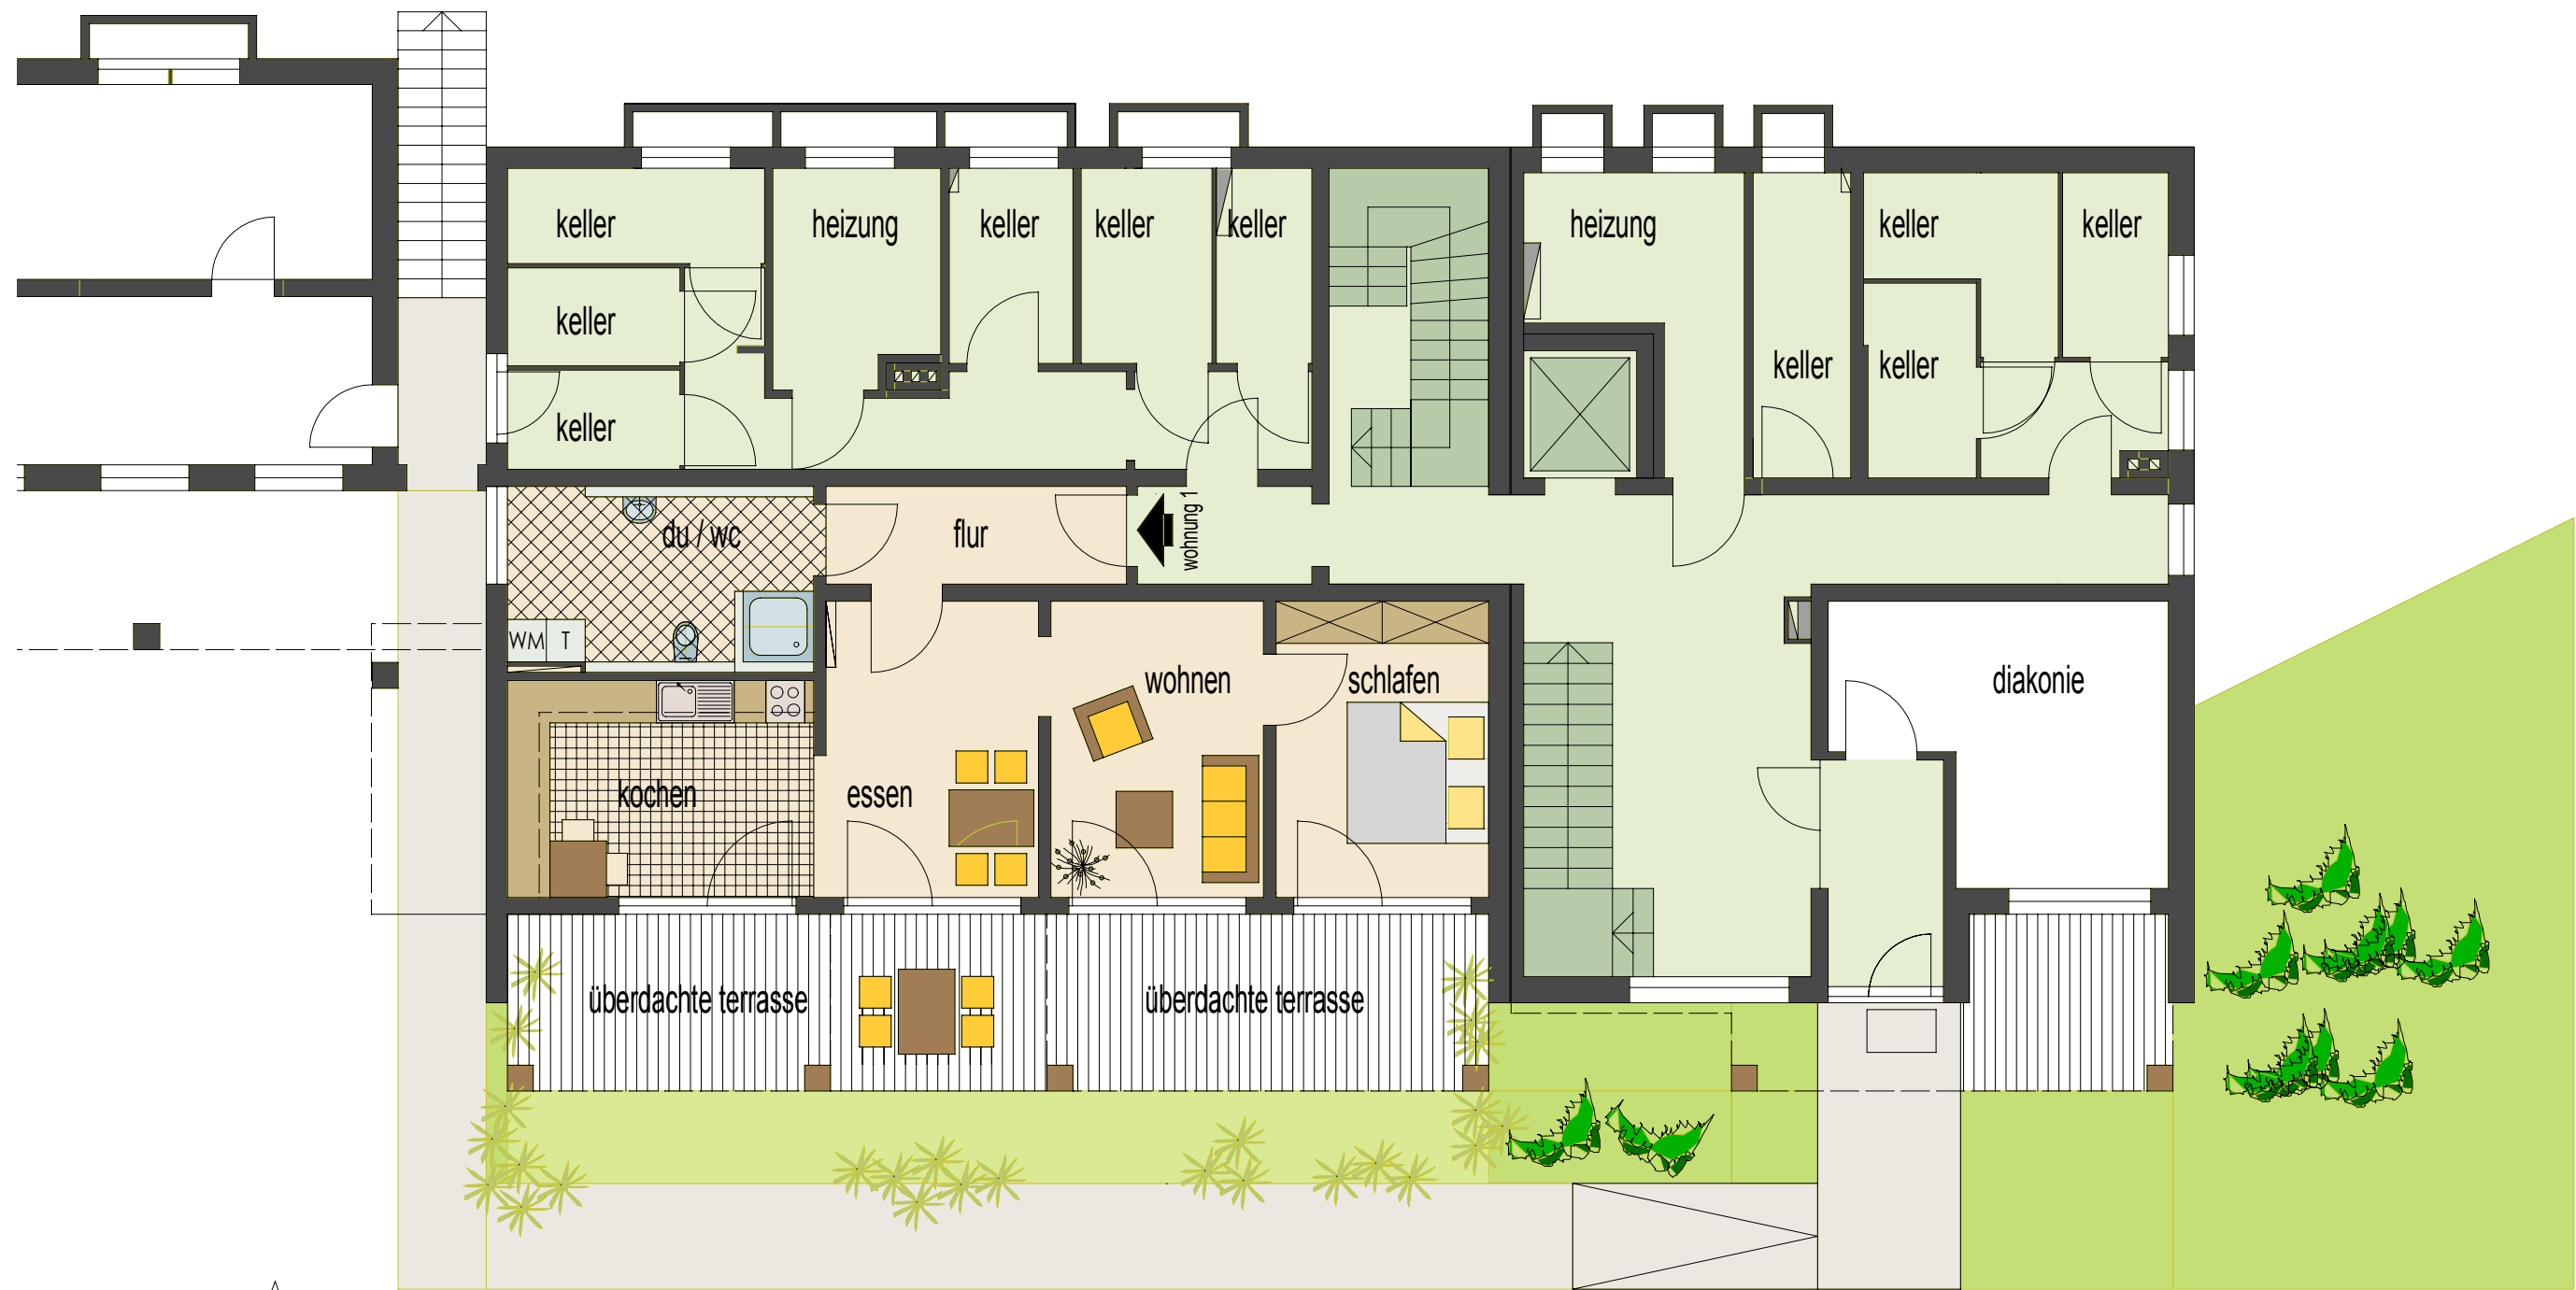 keller
heizung
keller
keller
keller
heizung
keller
keller
keller
keller
keller
keller
keller
du / wc
flur
wohnung 1
WM
T
wohnen
schlafen
diakonie
kochen
essen
überdachte terrasse
überdachte terrasse